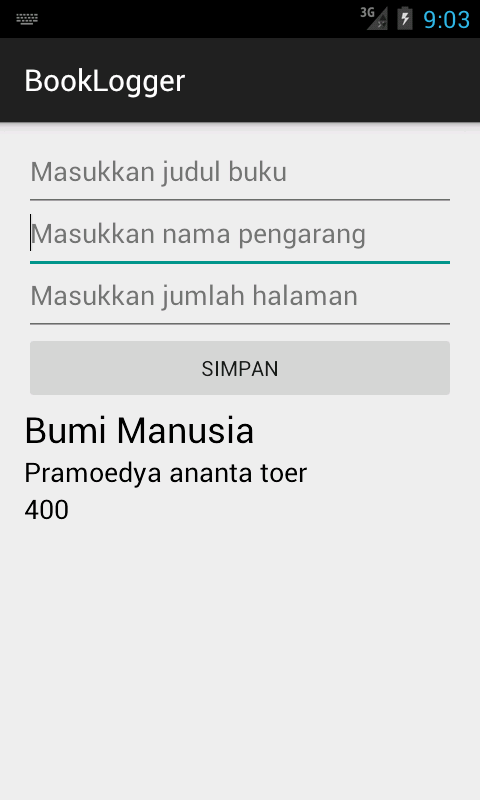 3G 9:03
BookLogger
Masukkan judul buku
Masukkan nama pengarang
Masukkan jumlah halaman
SIMPAN
Bumi Manusia
Pramoedya ananta toer
400